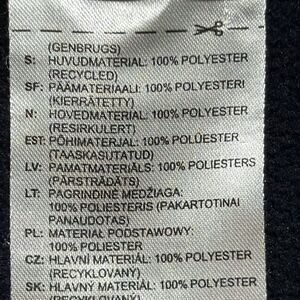 (GENBRUGS)
S: HUVUDMATERIAL: 100% POLYESTER
(RECYCLED)
SF: PÄÄMATERIAALI: 100% POLYESTERI
(KIERRÄTETTY)
N: HOVEDMATERIAL: 100% POLYESTER
(RESIRKULERT)
EST: PÕHIMATERJAL: 100% POLÜESTER
(TAASKASUTATUD)
LV: PAMATMATERIĀLS: 100% POLIESTERS
(PĀRSTRĀDĀTS)
LT: PAGRINDINĖ MEDŽIAGA:
100% POLIESTERIS (PAKARTOTINAI
PANAUDOTAS)
PL: MATERIAŁ PODSTAWOWY:
100% POLIESTER
CZ: HLAVNÍ MATERIÁL: 100% POLYESTER
(RECYKLOVANÝ)
SK: HLAVNÝ MATERIÁL: 100% POLYESTER
(RECYKLOVANÝ)